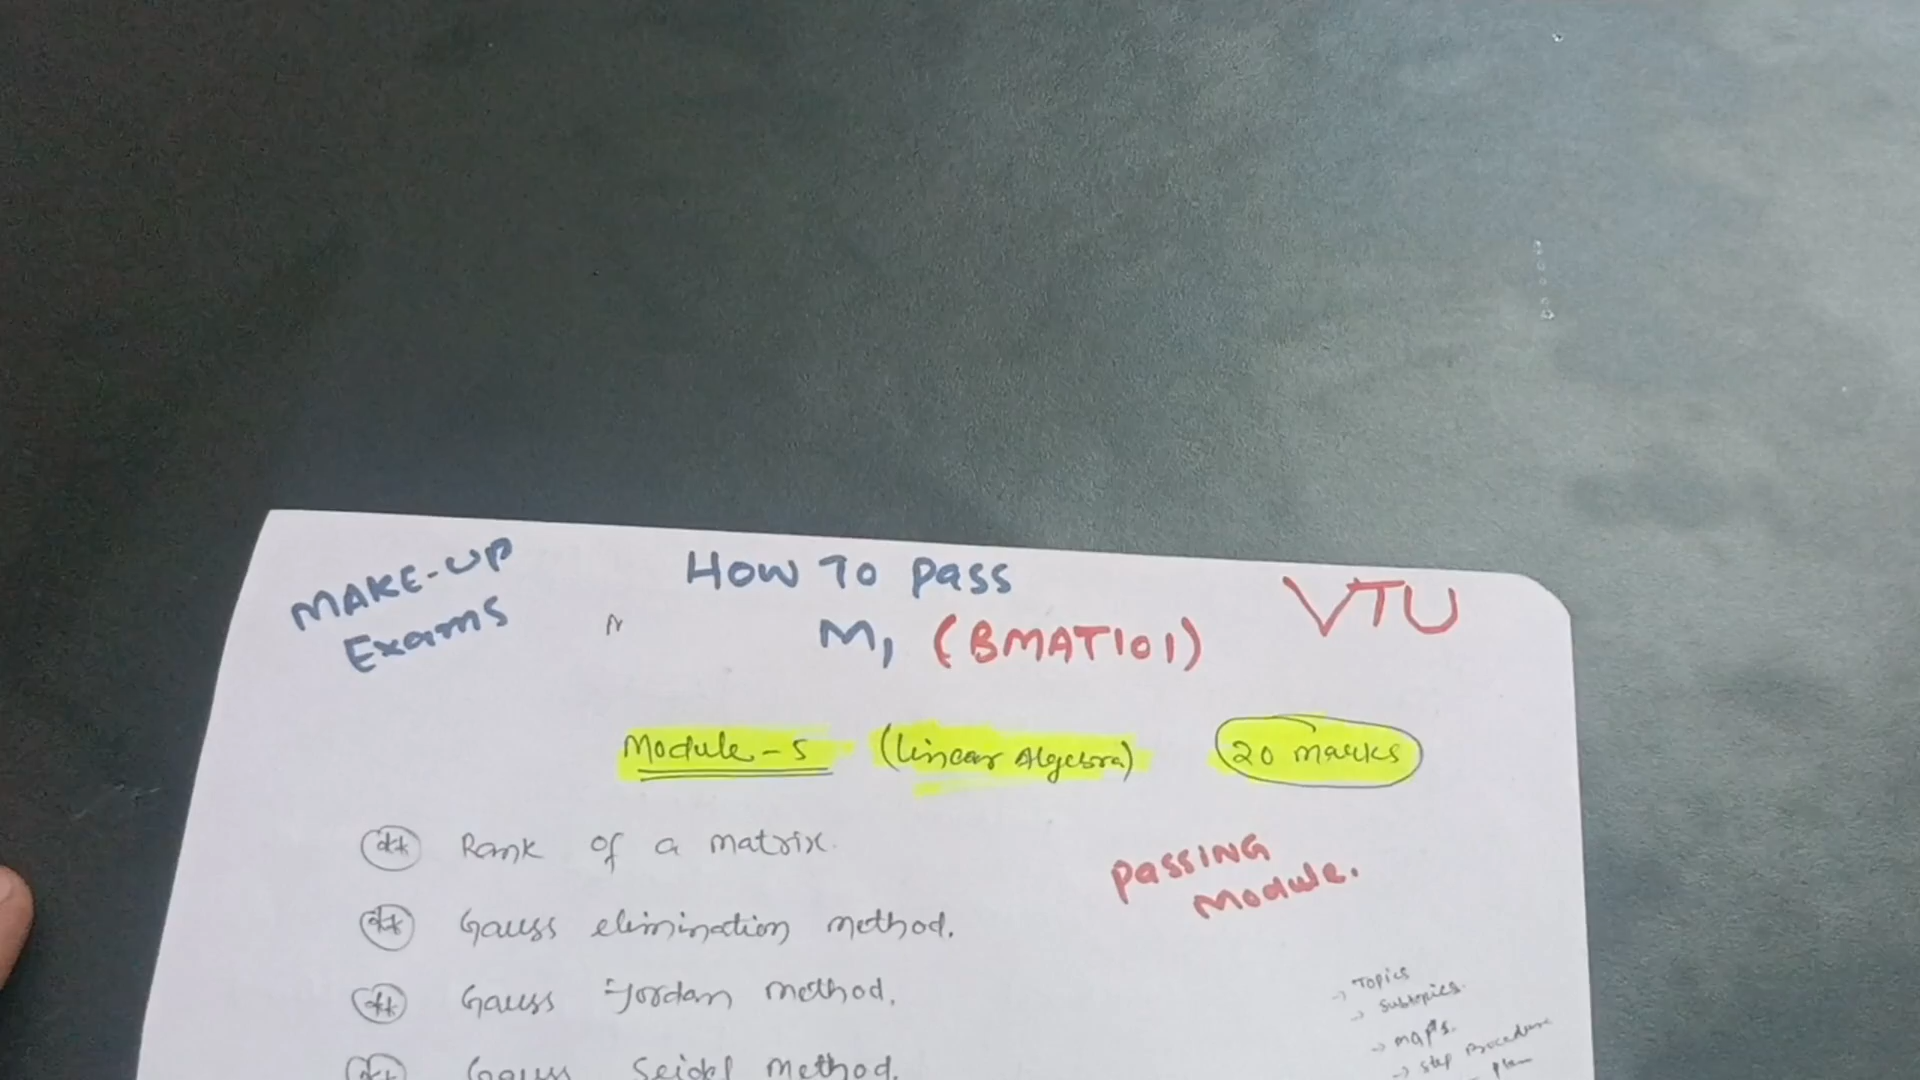 MAKE-UP
Exams
HOW TO pass
M1 (BMAT101)
VTU
Module-5 (Linear Algebra) 20 marks
** Rank of a matrix.
** Gauss elimination method.
** Gauss Jordan method.
** Gauss Seidel method.
PASSING
Module.
→ Topics
→ Subtopics.
→ step Procedure
plan